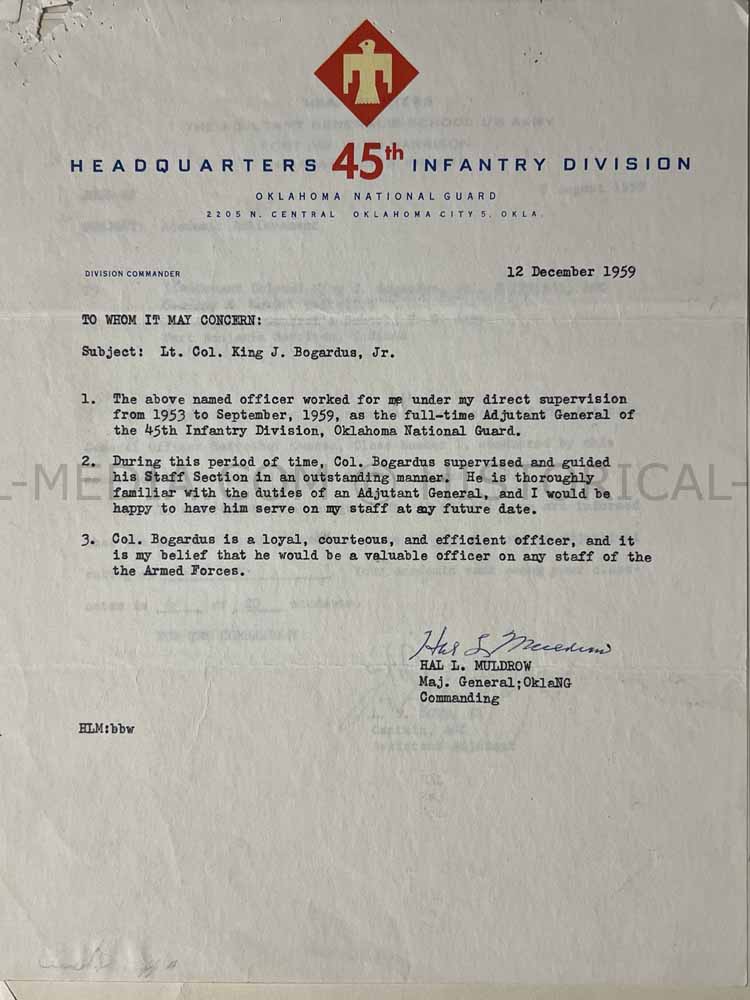 HEADQUARTERS 45th INFANTRY DIVISION
OKLAHOMA NATIONAL GUARD
2205 N. CENTRAL OKLAHOMA CITY 5, OKLA.
DIVISION COMMANDER
12 December 1959
TO WHOM IT MAY CONCERN:
Subject: Lt. Col. King J. Bogardus, Jr.
1. The above named officer worked for me under my direct supervision
from 1953 to September, 1959, as the full-time Adjutant General of
the 45th Infantry Division, Oklahoma National Guard.
2. During this period of time, Col. Bogardus supervised and guided
his Staff Section in an outstanding manner. He is thoroughly
familiar with the duties of an Adjutant General, and I would be
happy to have him serve on my staff at any future date.
3. Col. Bogardus is a loyal, courteous, and efficient officer, and it
is my belief that he would be a valuable officer on any staff of the
the Armed Forces.
Hal L Muldrow
HAL L. MULDROW
Maj. General;OklaNG
Commanding
HLM:bbw